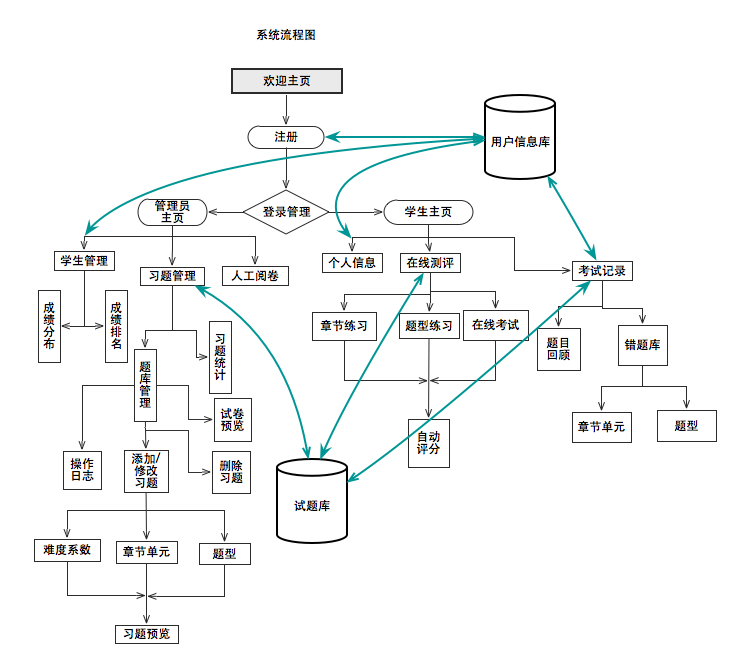 系统流程图
欢迎主页
注册
用户信息库
管理员
主页
登录管理
学生主页
学生管理
习题管理
人工阅卷
个人信息
在线测评
考试记录
成绩分布
成绩排名
习题统计
章节练习
题型练习
在线考试
题目
回顾
错题库
题库管理
试卷
预览
章节单元
题型
操作
日志
添加/
修改
习题
删除
习题
自动
评分
试题库
难度系数
章节单元
题型
习题预览